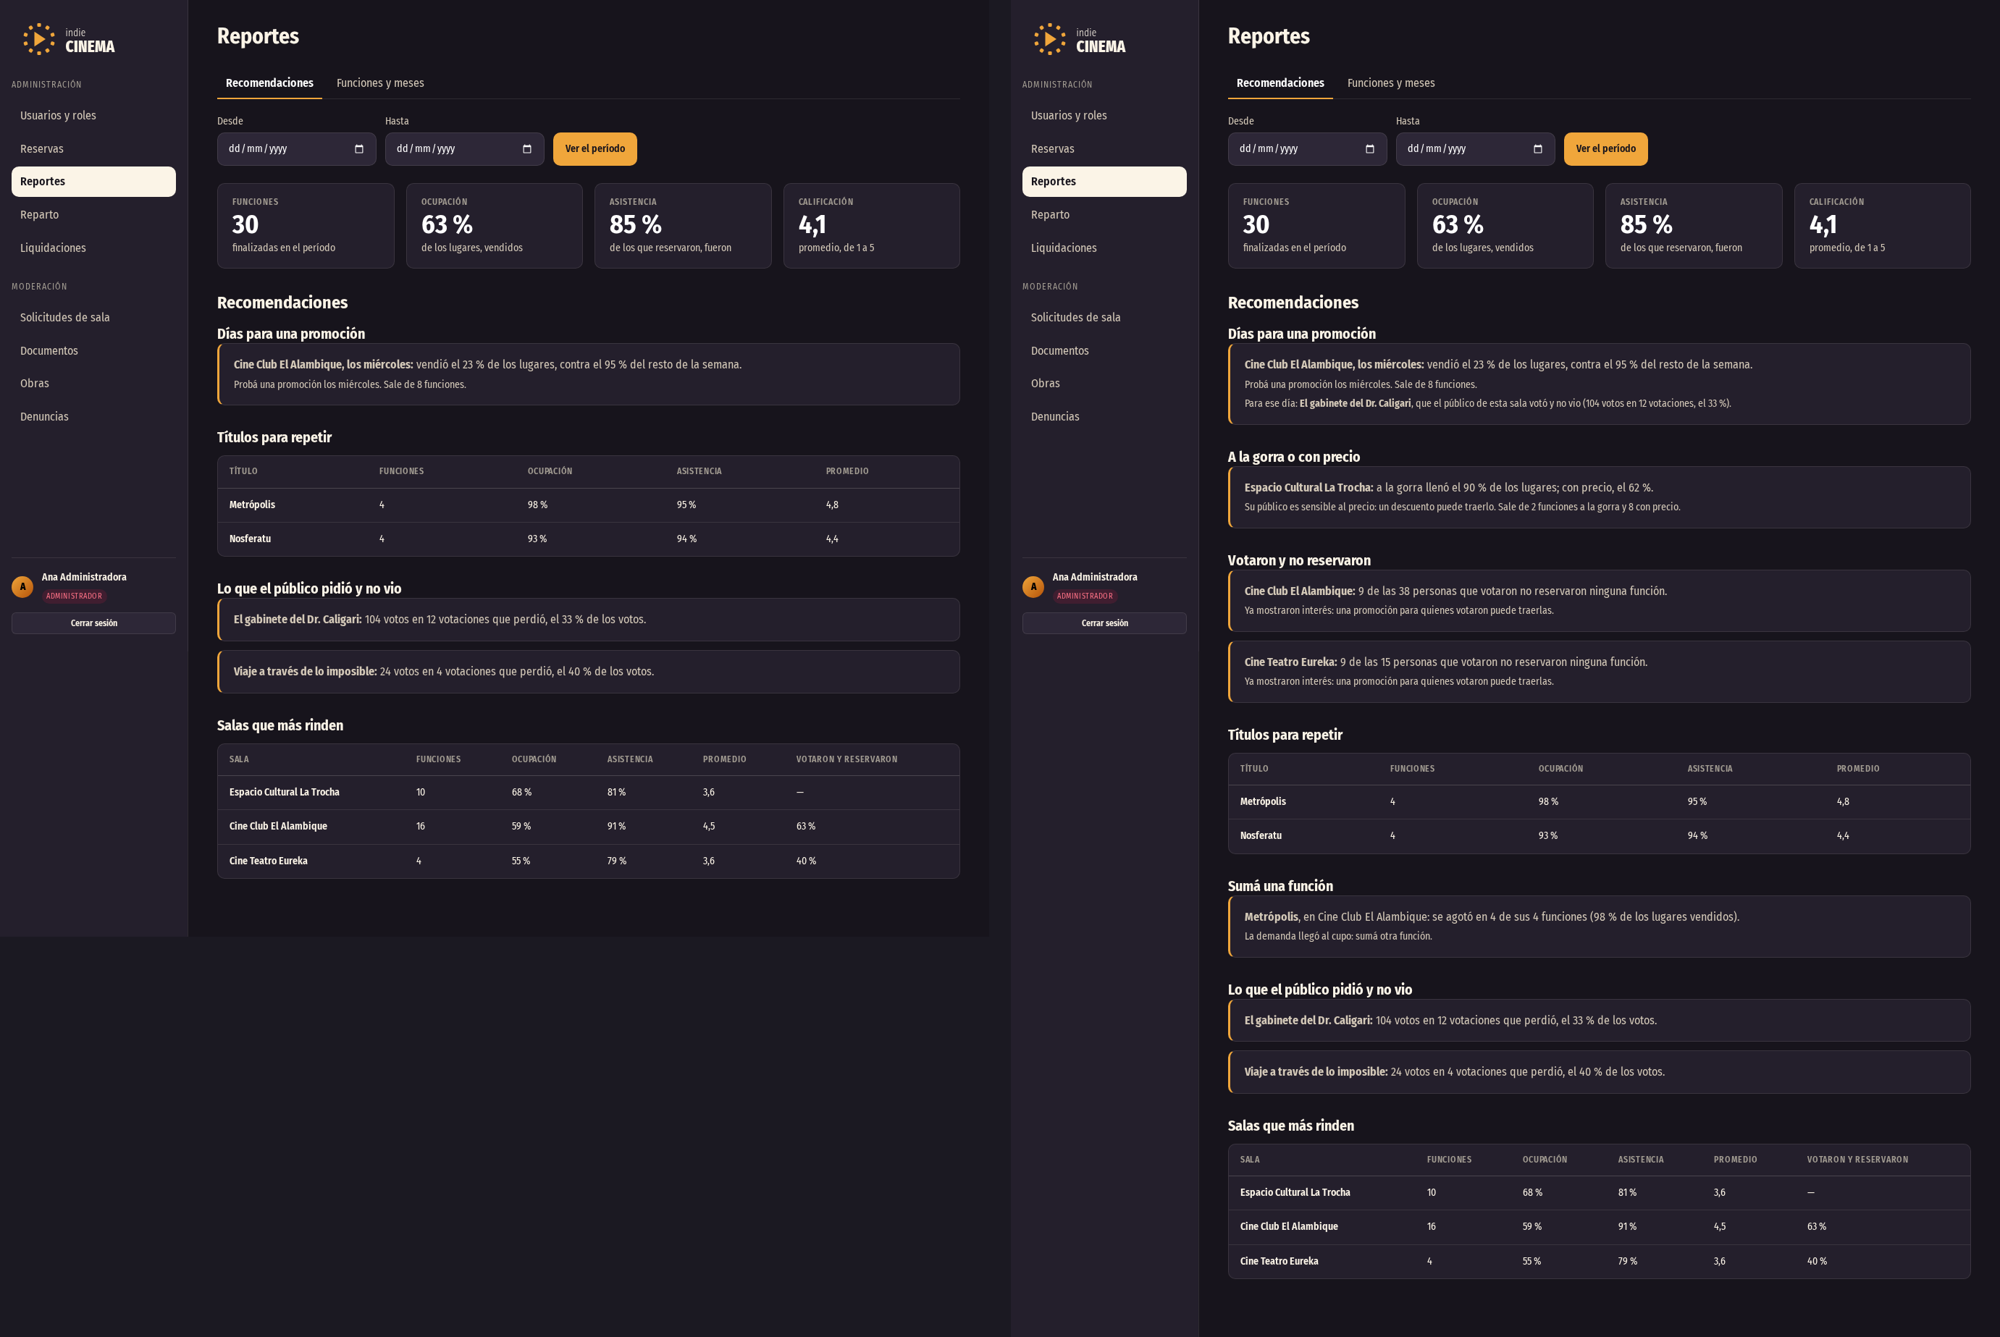 indie
CINEMA
ADMINISTRACIÓN
Usuarios y roles
Reservas
Reportes
Reparto
Liquidaciones
MODERACIÓN
Solicitudes de sala
Documentos
Obras
Denuncias
A
Ana Administradora
ADMINISTRADOR
Cerrar sesión
Reportes
Recomendaciones Funciones y meses
Desde Hasta
dd/mm/yyyy dd/mm/yyyy Ver el período
FUNCIONES
30
finalizadas en el período
OCUPACIÓN
63 %
de los lugares, vendidos
ASISTENCIA
85 %
de los que reservaron, fueron
CALIFICACIÓN
4,1
promedio, de 1 a 5
Recomendaciones
Días para una promoción
Cine Club El Alambique, los miércoles: vendió el 23 % de los lugares, contra el 95 % del resto de la semana.
Probá una promoción los miércoles. Sale de 8 funciones.
Títulos para repetir
TÍTULO FUNCIONES OCUPACIÓN ASISTENCIA PROMEDIO
Metrópolis 4 98 % 95 % 4,8
Nosferatu 4 93 % 94 % 4,4
Lo que el público pidió y no vio
El gabinete del Dr. Caligari: 104 votos en 12 votaciones que perdió, el 33 % de los votos.
Viaje a través de lo imposible: 24 votos en 4 votaciones que perdió, el 40 % de los votos.
Salas que más rinden
SALA FUNCIONES OCUPACIÓN ASISTENCIA PROMEDIO VOTARON Y RESERVARON
Espacio Cultural La Trocha 10 68 % 81 % 3,6 —
Cine Club El Alambique 16 59 % 91 % 4,5 63 %
Cine Teatro Eureka 4 55 % 79 % 3,6 40 %
indie
CINEMA
ADMINISTRACIÓN
Usuarios y roles
Reservas
Reportes
Reparto
Liquidaciones
MODERACIÓN
Solicitudes de sala
Documentos
Obras
Denuncias
A
Ana Administradora
ADMINISTRADOR
Cerrar sesión
Reportes
Recomendaciones Funciones y meses
Desde Hasta
dd/mm/yyyy dd/mm/yyyy Ver el período
FUNCIONES
30
finalizadas en el período
OCUPACIÓN
63 %
de los lugares, vendidos
ASISTENCIA
85 %
de los que reservaron, fueron
CALIFICACIÓN
4,1
promedio, de 1 a 5
Recomendaciones
Días para una promoción
Cine Club El Alambique, los miércoles: vendió el 23 % de los lugares, contra el 95 % del resto de la semana.
Probá una promoción los miércoles. Sale de 8 funciones.
Para ese día: El gabinete del Dr. Caligari, que el público de esta sala votó y no vio (104 votos en 12 votaciones, el 33 %).
A la gorra o con precio
Espacio Cultural La Trocha: a la gorra llenó el 90 % de los lugares; con precio, el 62 %.
Su público es sensible al precio: un descuento puede traerlo. Sale de 2 funciones a la gorra y 8 con precio.
Votaron y no reservaron
Cine Club El Alambique: 9 de las 38 personas que votaron no reservaron ninguna función.
Ya mostraron interés: una promoción para quienes votaron puede traerlas.
Cine Teatro Eureka: 9 de las 15 personas que votaron no reservaron ninguna función.
Ya mostraron interés: una promoción para quienes votaron puede traerlas.
Títulos para repetir
TÍTULO FUNCIONES OCUPACIÓN ASISTENCIA PROMEDIO
Metrópolis 4 98 % 95 % 4,8
Nosferatu 4 93 % 94 % 4,4
Sumá una función
Metrópolis, en Cine Club El Alambique: se agotó en 4 de sus 4 funciones (98 % de los lugares vendidos).
La demanda llegó al cupo: sumá otra función.
Lo que el público pidió y no vio
El gabinete del Dr. Caligari: 104 votos en 12 votaciones que perdió, el 33 % de los votos.
Viaje a través de lo imposible: 24 votos en 4 votaciones que perdió, el 40 % de los votos.
Salas que más rinden
SALA FUNCIONES OCUPACIÓN ASISTENCIA PROMEDIO VOTARON Y RESERVARON
Espacio Cultural La Trocha 10 68 % 81 % 3,6 —
Cine Club El Alambique 16 59 % 91 % 4,5 63 %
Cine Teatro Eureka 4 55 % 79 % 3,6 40 %